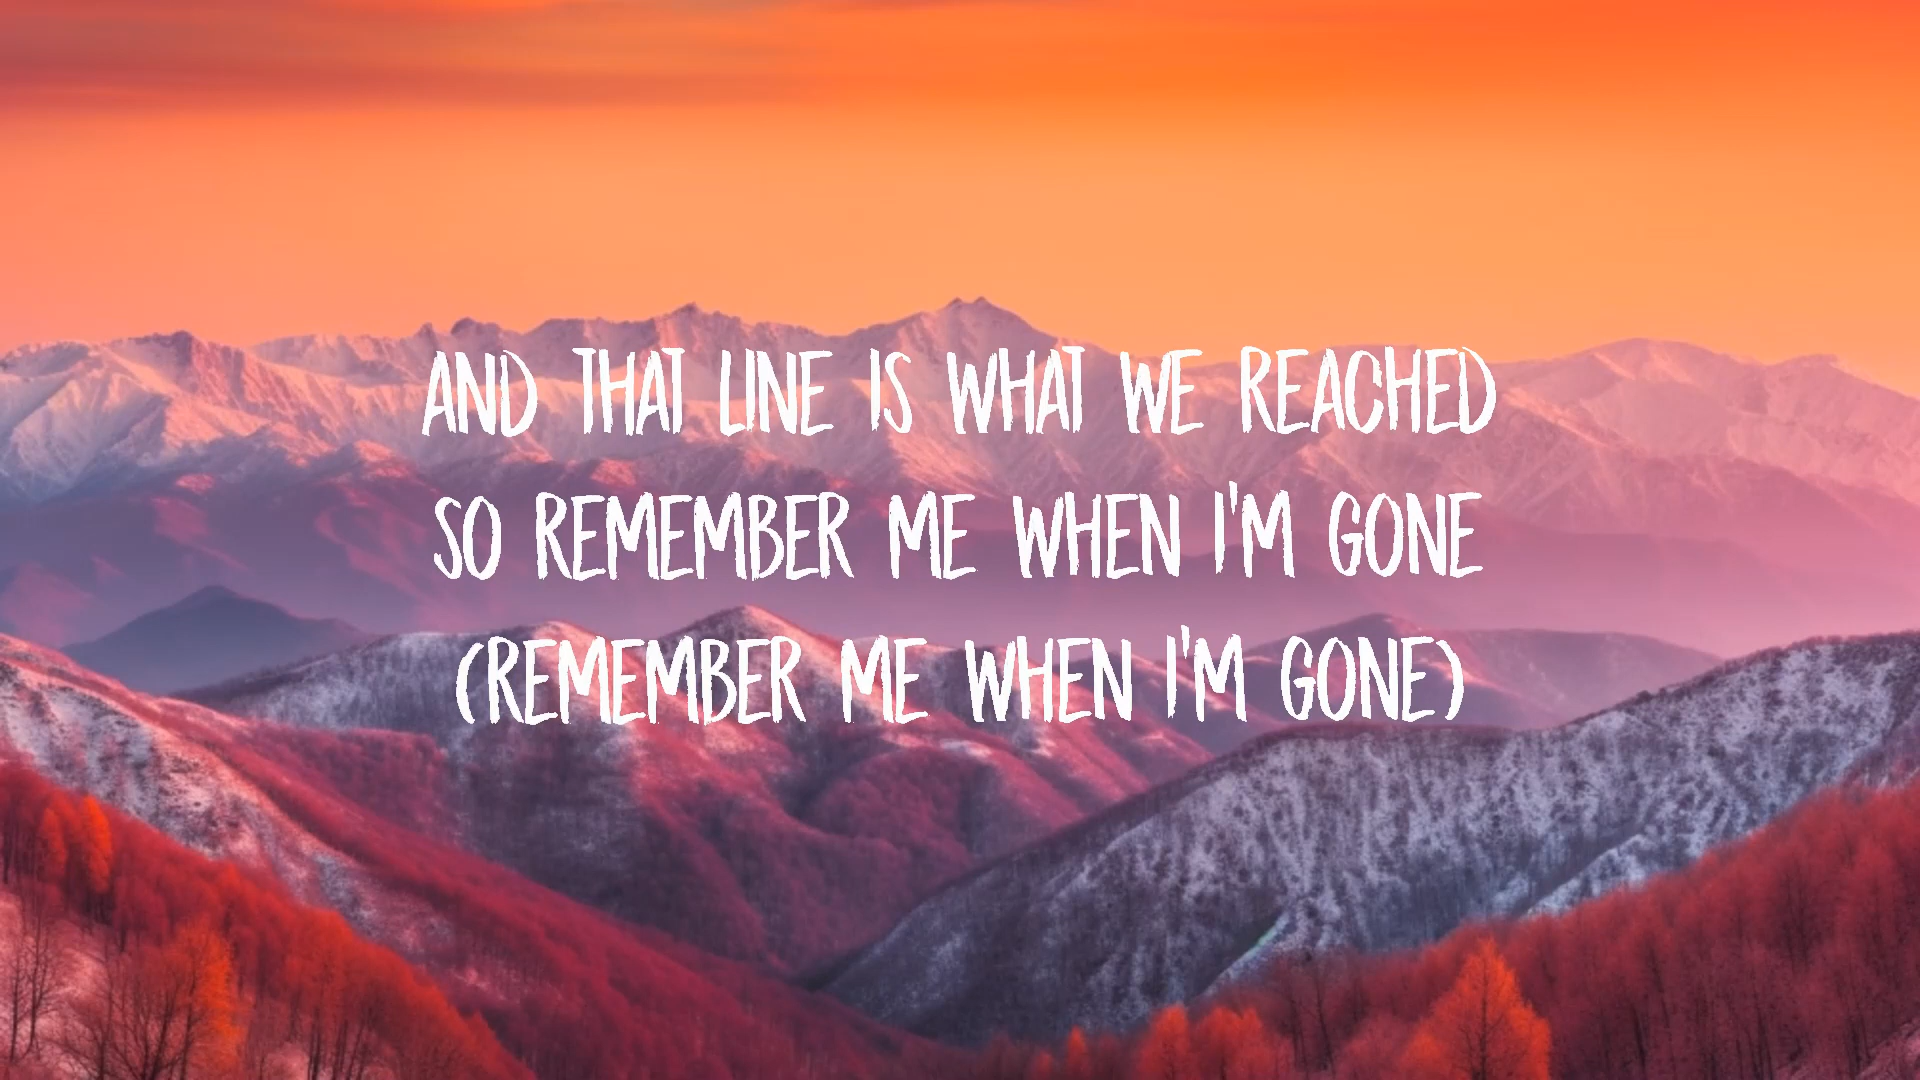 AND THAT LINE IS WHAT WE REACHED
SO REMEMBER ME WHEN I'M GONE
(REMEMBER ME WHEN I'M GONE)